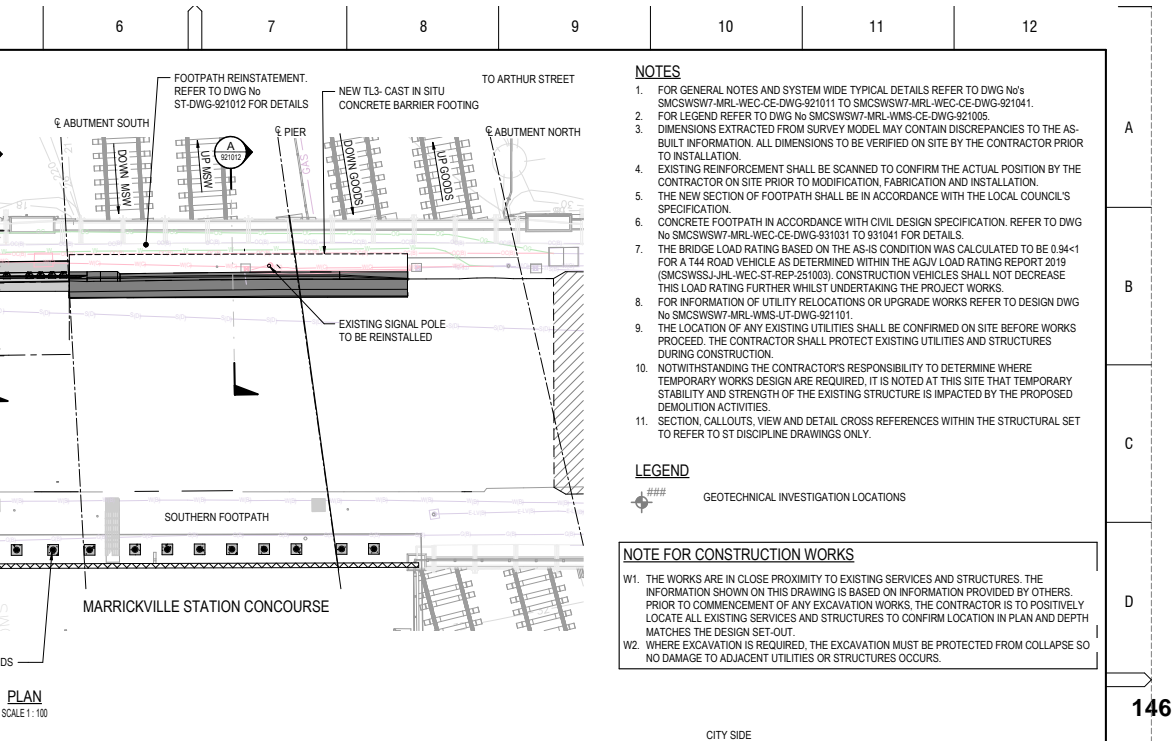 6
7
8
9
10
11
12
FOOTPATH REINSTATEMENT.
REFER TO DWG No
ST-DWG-921012 FOR DETAILS
NEW TL3- CAST IN SITU
CONCRETE BARRIER FOOTING
TO ARTHUR STREET
℄ ABUTMENT SOUTH
℄ PIER
℄ ABUTMENT NORTH
A
921012
DOWN MSW
UP MSW
GAS
DOWN GOODS
UP GOODS
EXISTING SIGNAL POLE
TO BE REINSTALLED
SOUTHERN FOOTPATH
MARRICKVILLE STATION CONCOURSE
DS
PLAN
SCALE 1 : 100
NOTES
1. FOR GENERAL NOTES AND SYSTEM WIDE TYPICAL DETAILS REFER TO DWG No's
SMCSWSW7-MRL-WEC-CE-DWG-921011 TO SMCSWSW7-MRL-WEC-CE-DWG-921041.
2. FOR LEGEND REFER TO DWG No SMCSWSW7-MRL-WMS-CE-DWG-921005.
3. DIMENSIONS EXTRACTED FROM SURVEY MODEL MAY CONTAIN DISCREPANCIES TO THE AS-
BUILT INFORMATION. ALL DIMENSIONS TO BE VERIFIED ON SITE BY THE CONTRACTOR PRIOR
TO INSTALLATION.
4. EXISTING REINFORCEMENT SHALL BE SCANNED TO CONFIRM THE ACTUAL POSITION BY THE
CONTRACTOR ON SITE PRIOR TO MODIFICATION, FABRICATION AND INSTALLATION.
5. THE NEW SECTION OF FOOTPATH SHALL BE IN ACCORDANCE WITH THE LOCAL COUNCIL'S
SPECIFICATION.
6. CONCRETE FOOTPATH IN ACCORDANCE WITH CIVIL DESIGN SPECIFICATION. REFER TO DWG
No SMCSWSW7-MRL-WEC-CE-DWG-931031 TO 931041 FOR DETAILS.
7. THE BRIDGE LOAD RATING BASED ON THE AS-IS CONDITION WAS CALCULATED TO BE 0.94<1
FOR A T44 ROAD VEHICLE AS DETERMINED WITHIN THE AGJV LOAD RATING REPORT 2019
(SMCSWSSJ-JHL-WEC-ST-REP-251003). CONSTRUCTION VEHICLES SHALL NOT DECREASE
THIS LOAD RATING FURTHER WHILST UNDERTAKING THE PROJECT WORKS.
8. FOR INFORMATION OF UTILITY RELOCATIONS OR UPGRADE WORKS REFER TO DESIGN DWG
No SMCSWSW7-MRL-WMS-UT-DWG-921101.
9. THE LOCATION OF ANY EXISTING UTILITIES SHALL BE CONFIRMED ON SITE BEFORE WORKS
PROCEED. THE CONTRACTOR SHALL PROTECT EXISTING UTILITIES AND STRUCTURES
DURING CONSTRUCTION.
10. NOTWITHSTANDING THE CONTRACTOR'S RESPONSIBILITY TO DETERMINE WHERE
TEMPORARY WORKS DESIGN ARE REQUIRED, IT IS NOTED AT THIS SITE THAT TEMPORARY
STABILITY AND STRENGTH OF THE EXISTING STRUCTURE IS IMPACTED BY THE PROPOSED
DEMOLITION ACTIVITIES.
11. SECTION, CALLOUTS, VIEW AND DETAIL CROSS REFERENCES WITHIN THE STRUCTURAL SET
TO REFER TO ST DISCIPLINE DRAWINGS ONLY.
LEGEND
###
GEOTECHNICAL INVESTIGATION LOCATIONS
NOTE FOR CONSTRUCTION WORKS
W1. THE WORKS ARE IN CLOSE PROXIMITY TO EXISTING SERVICES AND STRUCTURES. THE
INFORMATION SHOWN ON THIS DRAWING IS BASED ON INFORMATION PROVIDED BY OTHERS.
PRIOR TO COMMENCEMENT OF ANY EXCAVATION WORKS, THE CONTRACTOR IS TO POSITIVELY
LOCATE ALL EXISTING SERVICES AND STRUCTURES TO CONFIRM LOCATION IN PLAN AND DEPTH
MATCHES THE DESIGN SET-OUT.
W2. WHERE EXCAVATION IS REQUIRED, THE EXCAVATION MUST BE PROTECTED FROM COLLAPSE SO
NO DAMAGE TO ADJACENT UTILITIES OR STRUCTURES OCCURS.
CITY SIDE
A
B
C
D
146